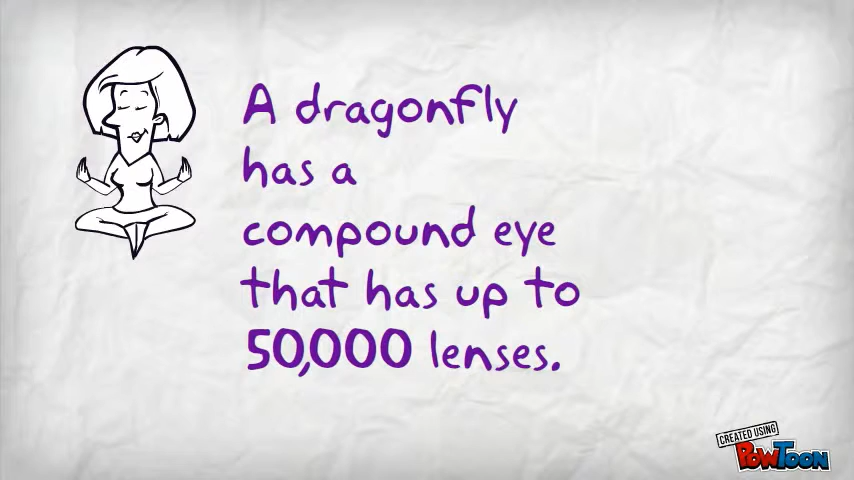 A dragonfly
has a
compound eye
that has up to
50,000 lenses.
CREATED USING
POWTOON